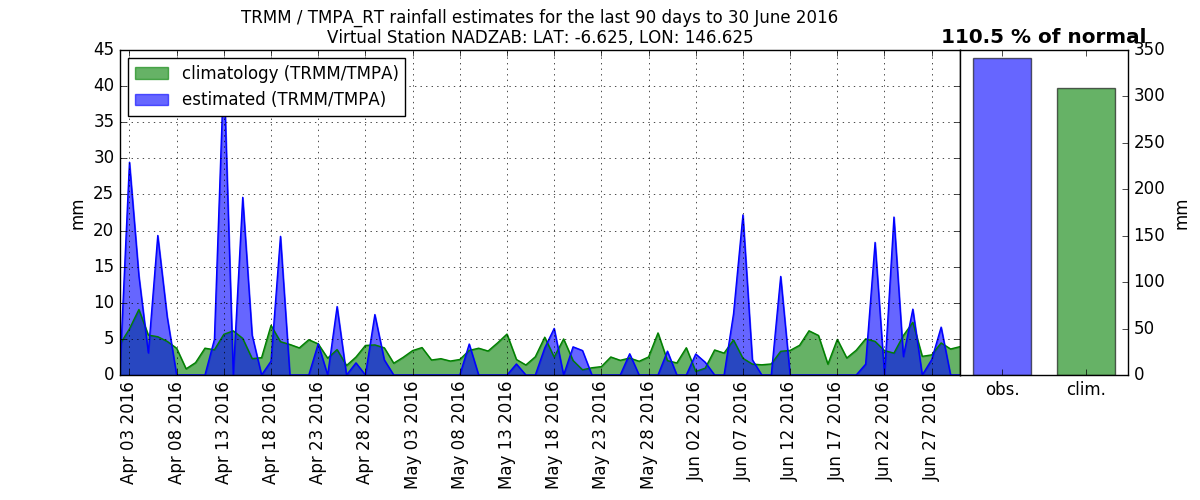 TRMM / TMPA_RT rainfall estimates for the last 90 days to 30 June 2016
Virtual Station NADZAB: LAT: -6.625, LON: 146.625
110.5 % of normal
climatology (TRMM/TMPA)
estimated (TRMM/TMPA)
mm
45
40
35
30
25
20
15
10
5
0
Apr 03 2016
Apr 08 2016
Apr 13 2016
Apr 18 2016
Apr 23 2016
Apr 28 2016
May 03 2016
May 08 2016
May 13 2016
May 18 2016
May 23 2016
May 28 2016
Jun 02 2016
Jun 07 2016
Jun 12 2016
Jun 17 2016
Jun 22 2016
Jun 27 2016
350
300
250
200
150
100
50
0
mm
obs.
clim.